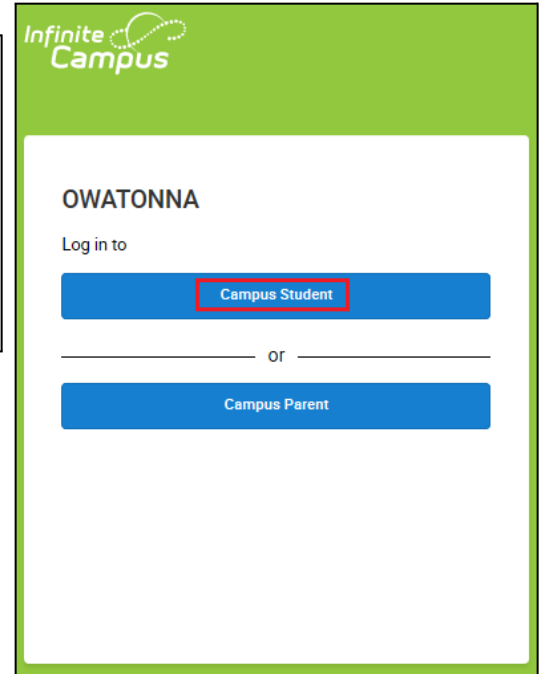 Infinite
Campus
OWATONNA
Log in to
Campus Student
or
Campus Parent